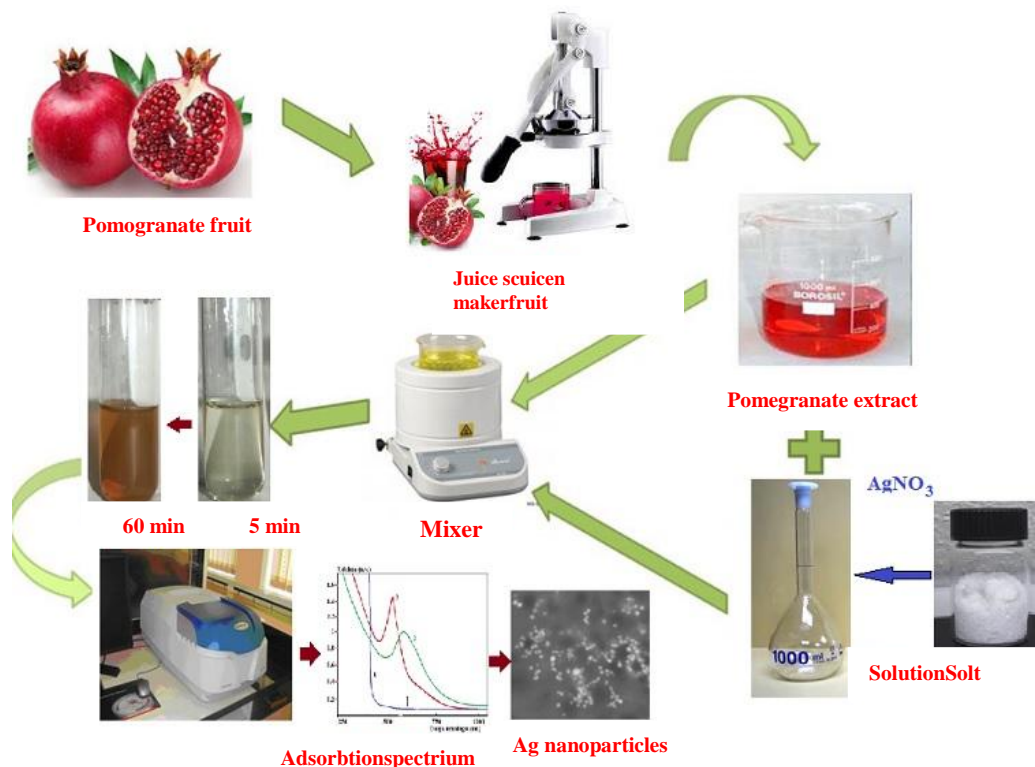 Pomogranate fruit
Juice scuicen
makerfruit
1000 ml
BOROSIL
Pomegranate extract
AgNO3
Mixer
60 min
5 min
1000 ml
SolutionSolt
Adsorbtionspectrium
Ag nanoparticles